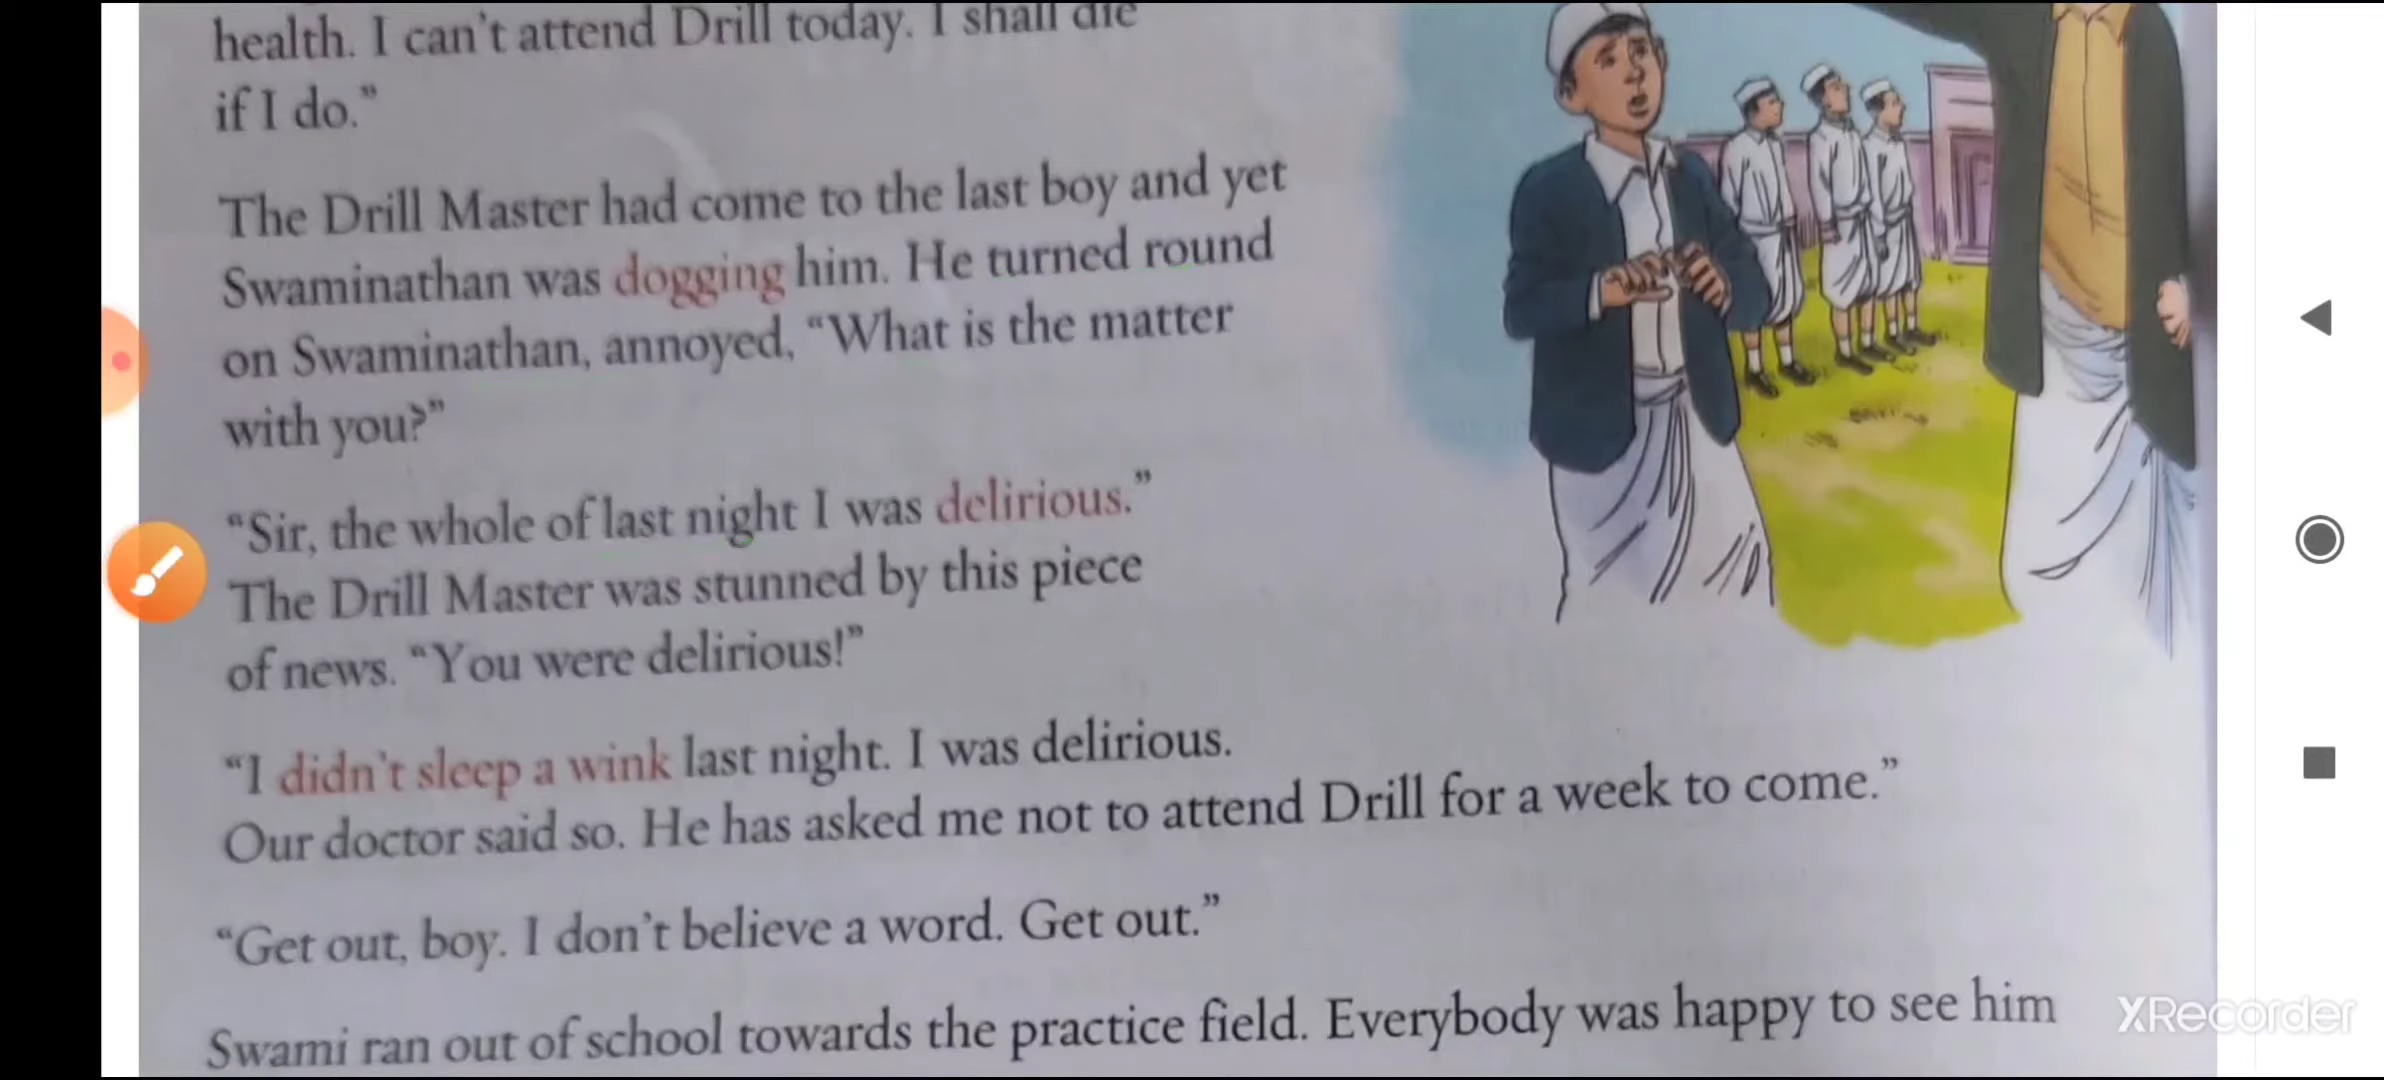 health. I can't attend Drill today. I shall die
if I do.”
The Drill Master had come to the last boy and yet
Swaminathan was dogging him. He turned round
on Swaminathan, annoyed, “What is the matter
with you?”
“Sir, the whole of last night I was delirious.”
The Drill Master was stunned by this piece
of news. “You were delirious!”
“I didn't sleep a wink last night. I was delirious.
Our doctor said so. He has asked me not to attend Drill for a week to come.”
“Get out, boy. I don't believe a word. Get out.”
Swami ran out of school towards the practice field. Everybody was happy to see him
XRecorder